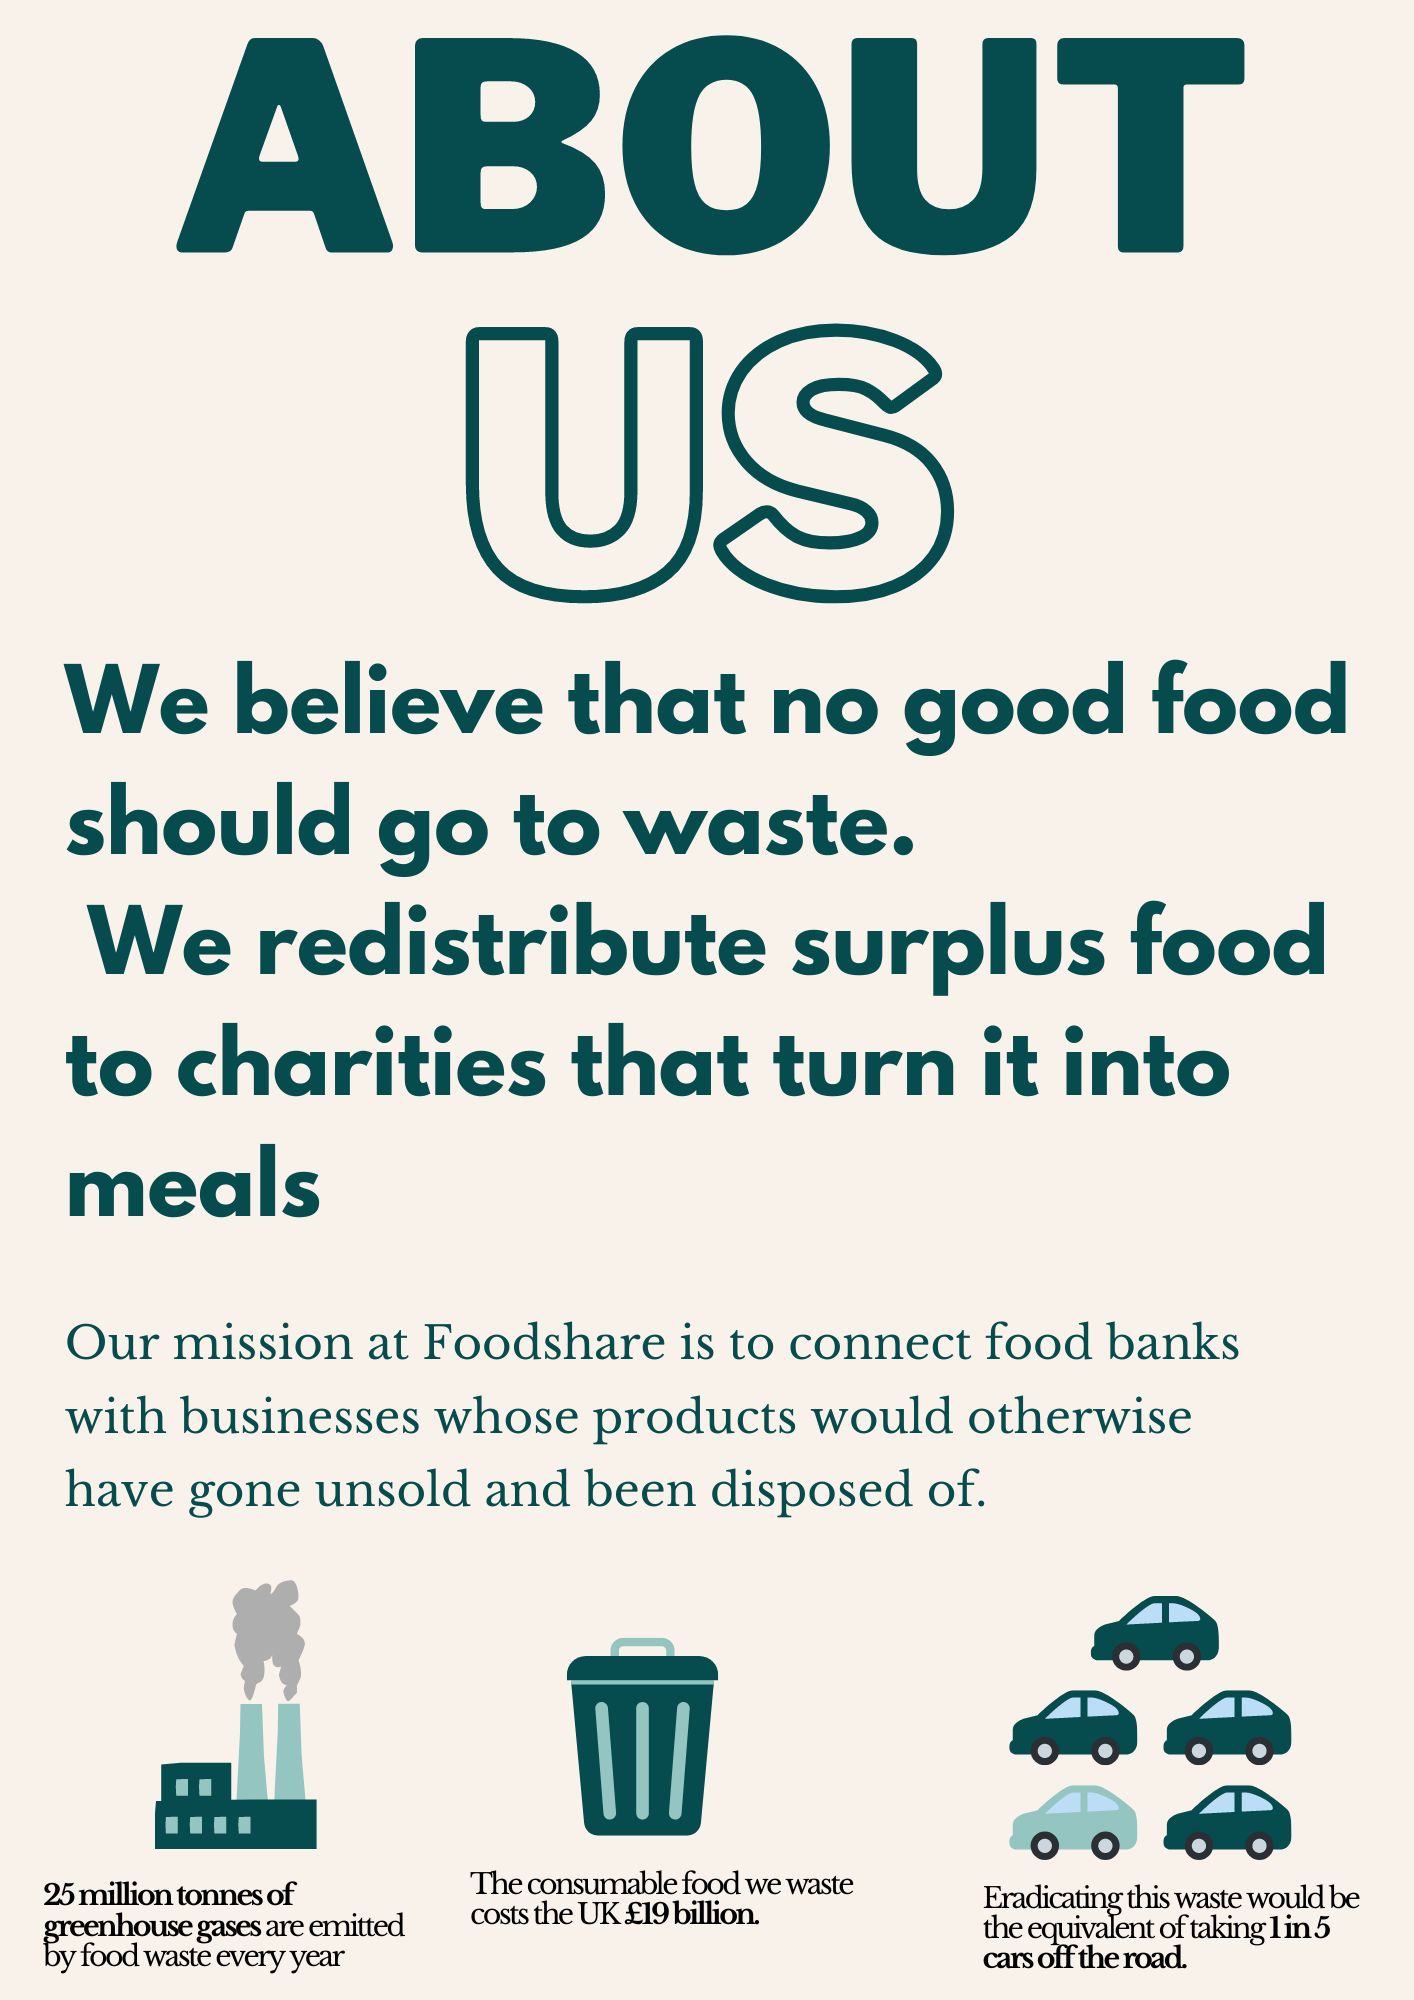 ABOUT
US
We believe that no good food
should go to waste.
We redistribute surplus food
to charities that turn it into
meals
Our mission at Foodshare is to connect food banks
with businesses whose products would otherwise
have gone unsold and been disposed of.
25 million tonnes of
greenhouse gases are emitted
by food waste every year
The consumable food we waste
costs the UK £19 billion.
Eradicating this waste would be
the equivalent of taking 1 in 5
cars off the road.